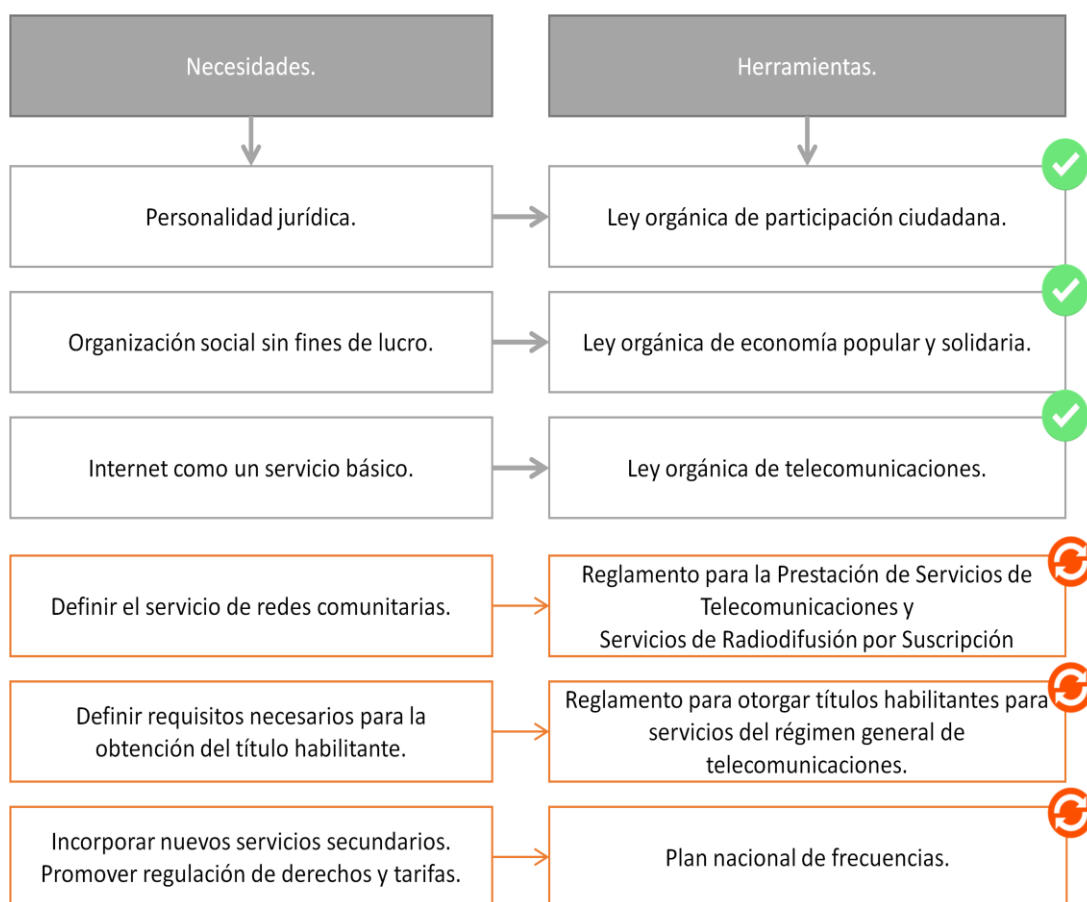 Necesidades.
Herramientas.
Personalidad jurídica.
Ley orgánica de participación ciudadana.
Organización social sin fines de lucro.
Ley orgánica de economía popular y solidaria.
Internet como un servicio básico.
Ley orgánica de telecomunicaciones.
Definir el servicio de redes comunitarias.
Reglamento para la Prestación de Servicios de
Telecomunicaciones y
Servicios de Radiodifusión por Suscripción
Definir requisitos necesarios para la
obtención del título habilitante.
Reglamento para otorgar títulos habilitantes para
servicios del régimen general de
telecomunicaciones.
Incorporar nuevos servicios secundarios.
Promover regulación de derechos y tarifas.
Plan nacional de frecuencias.